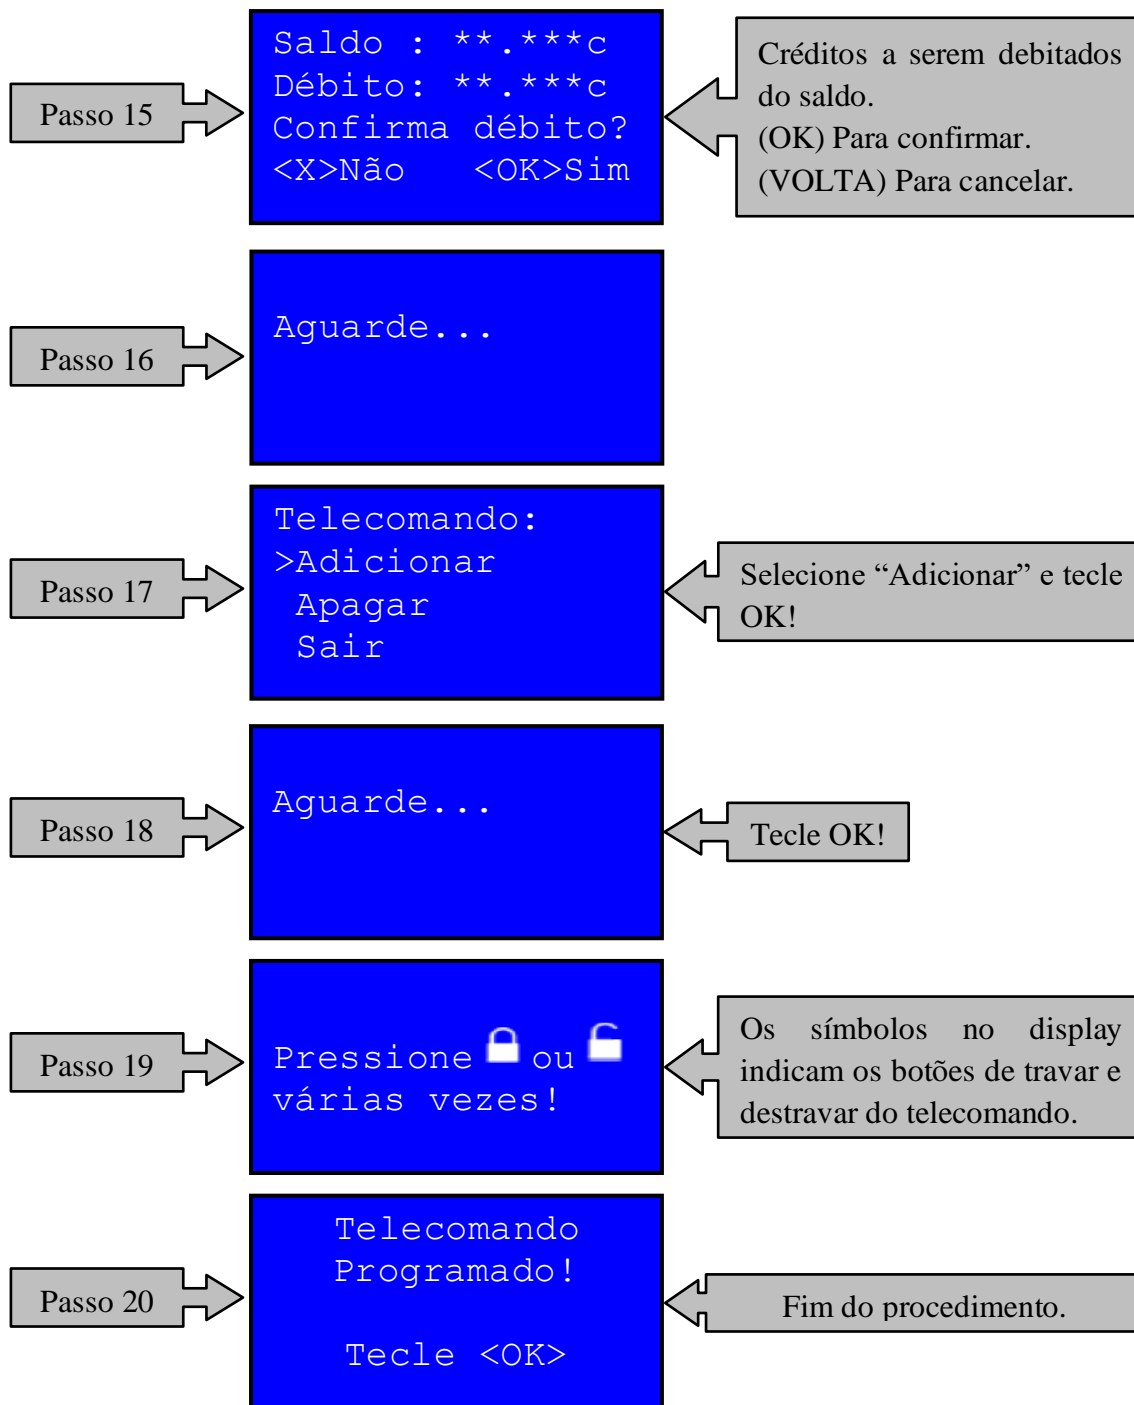 Passo 15
Saldo : **.***c
Débito: **.***c
Confirma débito?
<X>Não <OK>Sim
Créditos a serem debitados
do saldo.
(OK) Para confirmar.
(VOLTA) Para cancelar.
Passo 16
Aguarde...
Passo 17
Telecomando:
>Adicionar
Apagar
Sair
Selecione “Adicionar” e tecle
OK!
Passo 18
Aguarde...
Tecle OK!
Passo 19
Pressione ou
várias vezes!
Os símbolos no display
indicam os botões de travar e
destravar do telecomando.
Passo 20
Telecomando
Programado!
Tecle <OK>
Fim do procedimento.